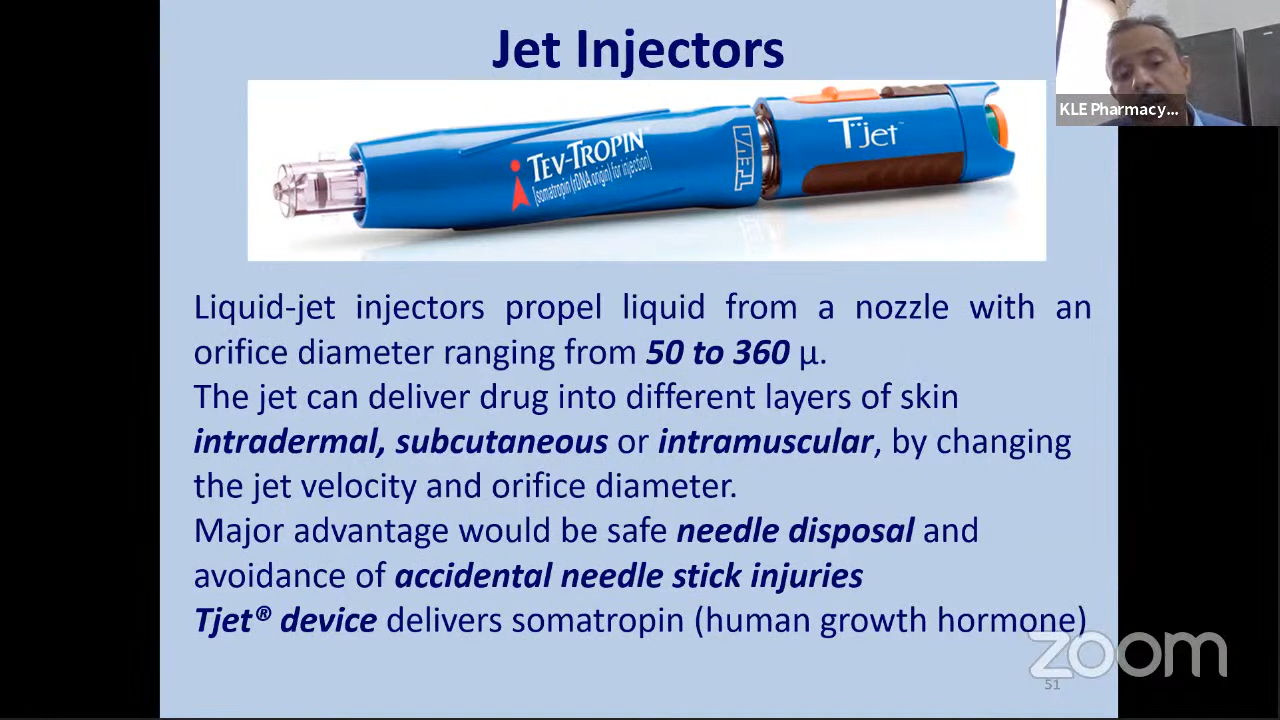 Jet Injectors
KLE Pharmacy...
TEV-TROPIN
[somatropin (rDNA origin) for injection]
TEVA
T-jet™
Liquid-jet injectors propel liquid from a nozzle with an
orifice diameter ranging from 50 to 360 µ.
The jet can deliver drug into different layers of skin
intradermal, subcutaneous or intramuscular, by changing
the jet velocity and orifice diameter.
Major advantage would be safe needle disposal and
avoidance of accidental needle stick injuries
Tjet® device delivers somatropin (human growth hormone)
zoom
51